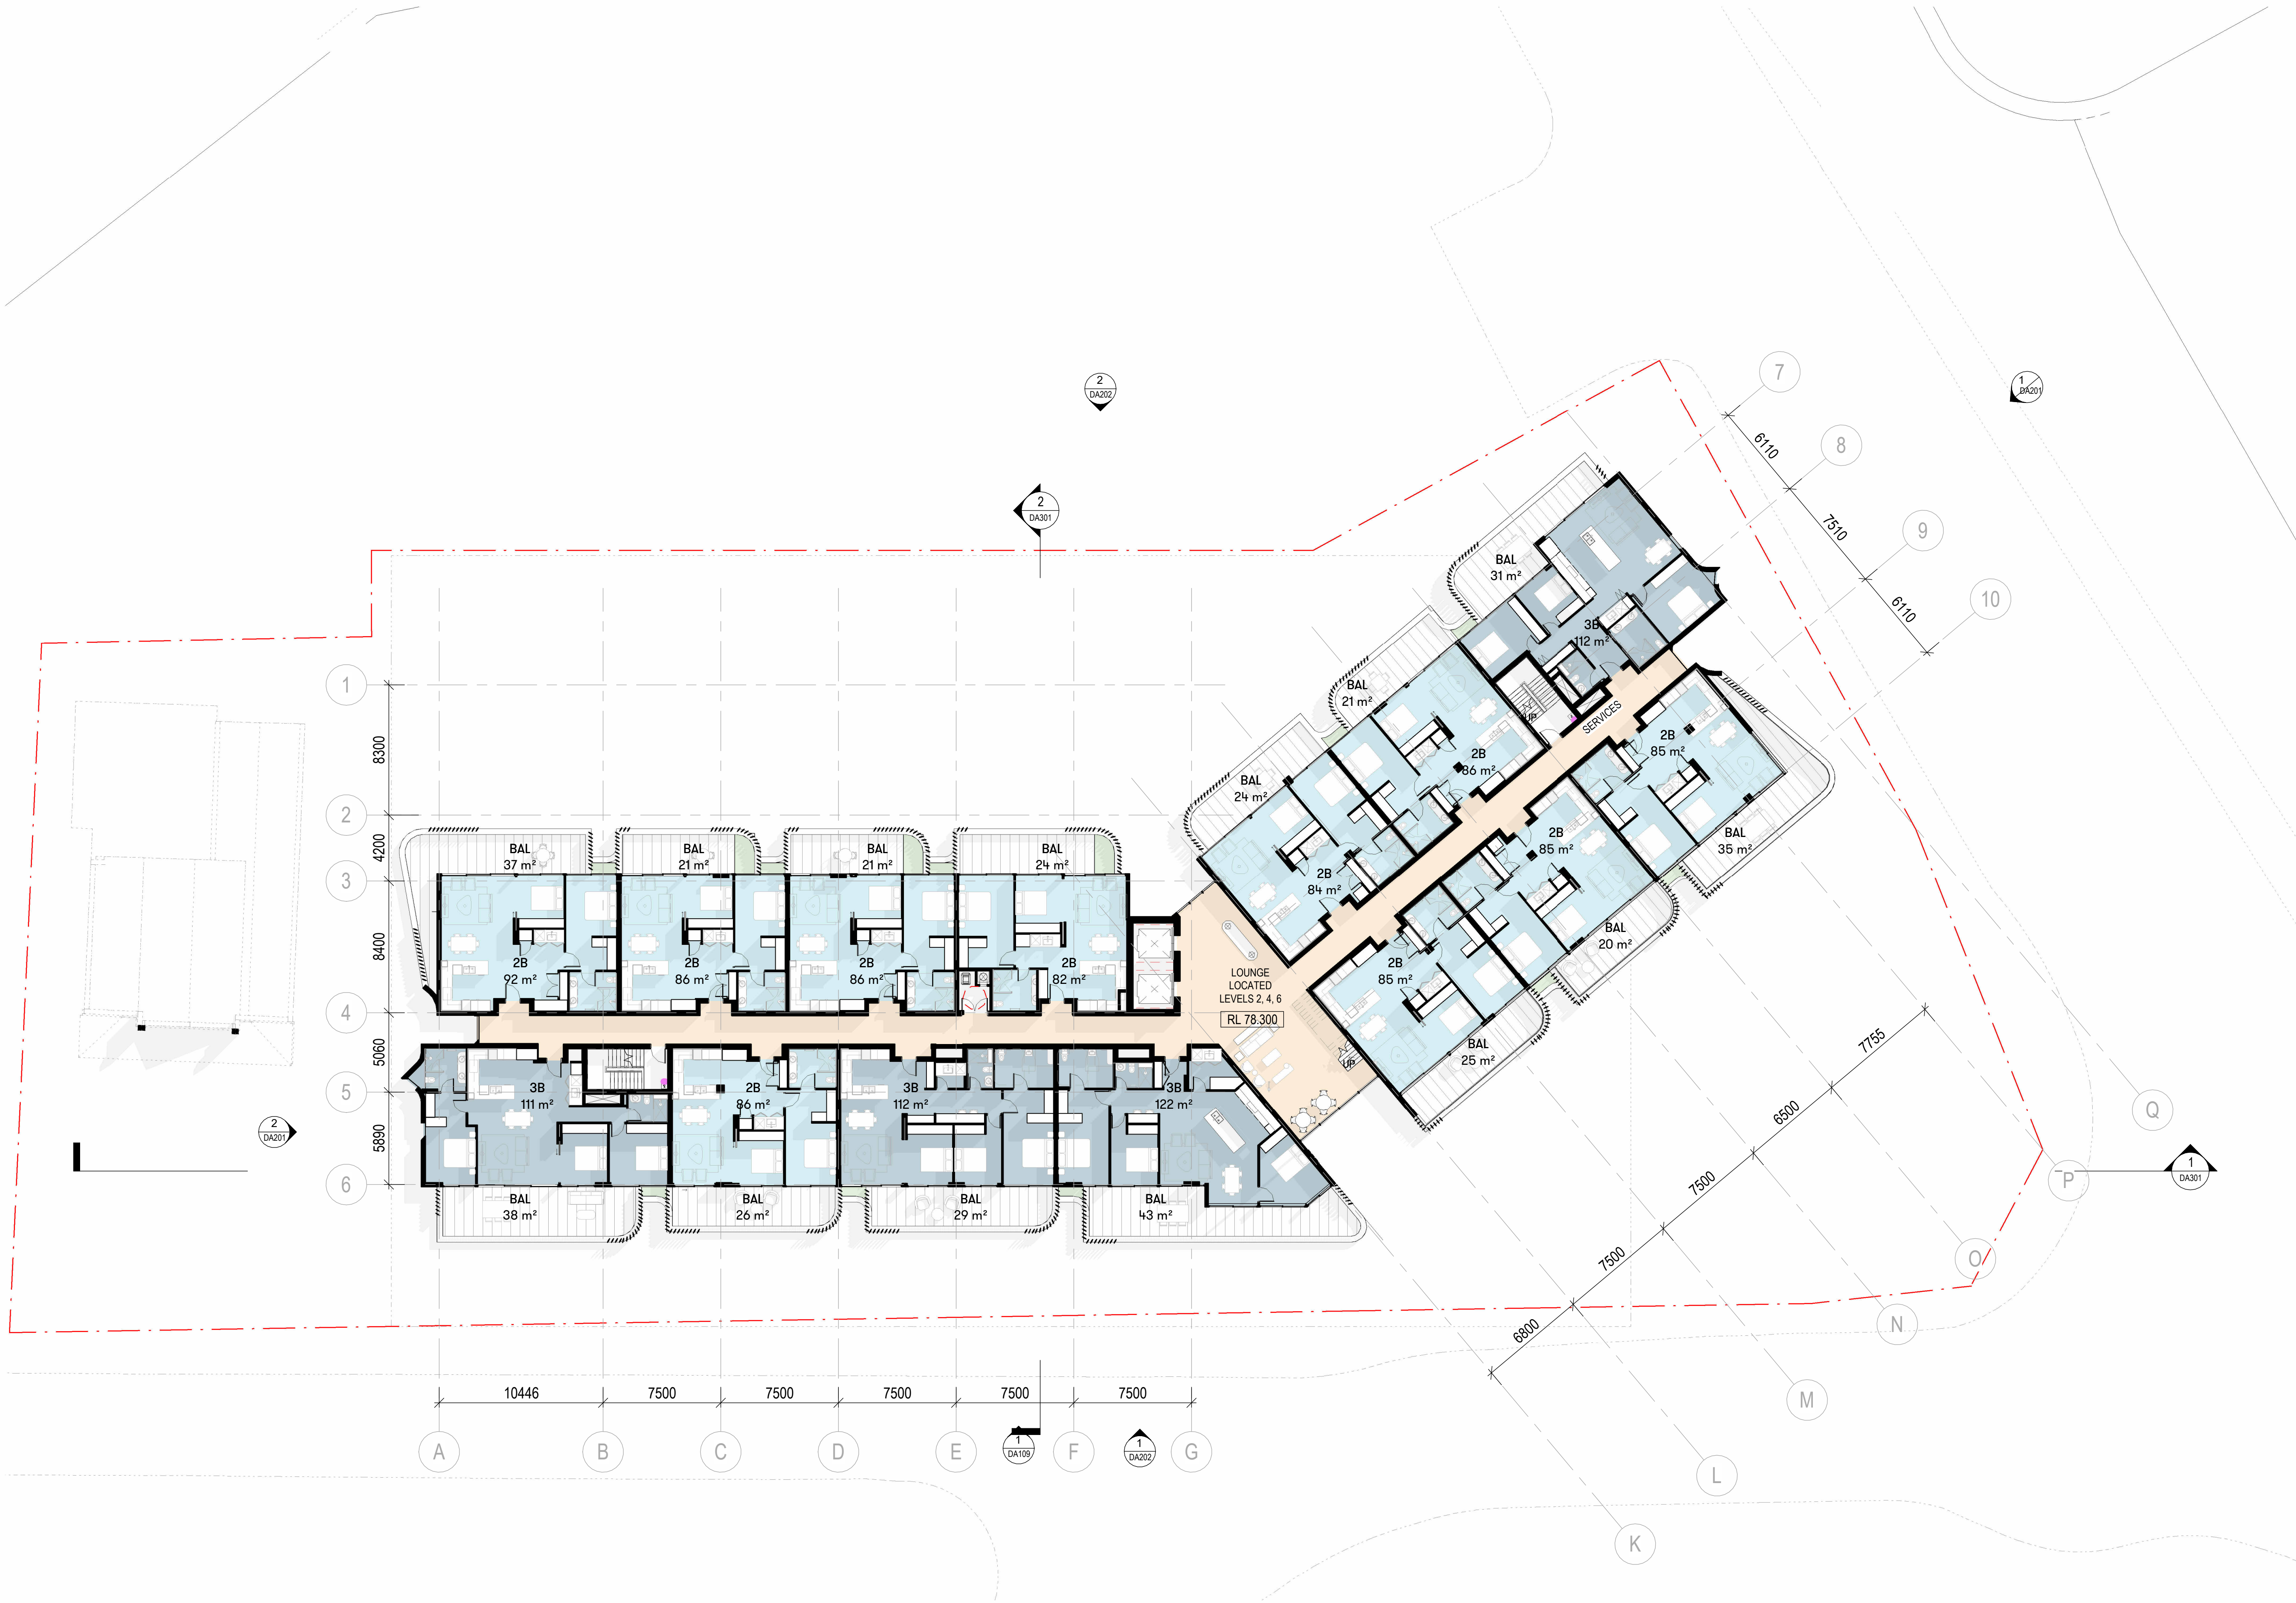 2
DA202
1
DA201
2
DA301
7
8
9
10
6110
7510
6110
1
2
3
4
5
6
8300
4200
8400
5060
5890
BAL
31 m²
3B
112 m²
BAL
21 m²
2B
86 m²
BAL
24 m²
2B
84 m²
UP
SERVICES
2B
85 m²
BAL
35 m²
2B
85 m²
BAL
20 m²
2B
85 m²
BAL
25 m²
BAL
37 m²
BAL
21 m²
BAL
21 m²
BAL
24 m²
2B
92 m²
2B
86 m²
2B
86 m²
2B
82 m²
LOUNGE
LOCATED
LEVELS 2, 4, 6
RL 78.300
UP
3B
111 m²
2B
86 m²
3B
112 m²
3B
122 m²
BAL
38 m²
BAL
26 m²
BAL
29 m²
BAL
43 m²
2
DA201
1
DA301
7755
6500
7500
7500
6800
Q
P
O
N
M
L
K
10446
7500
7500
7500
7500
7500
A
B
C
D
E
F
G
1
DA109
1
DA202